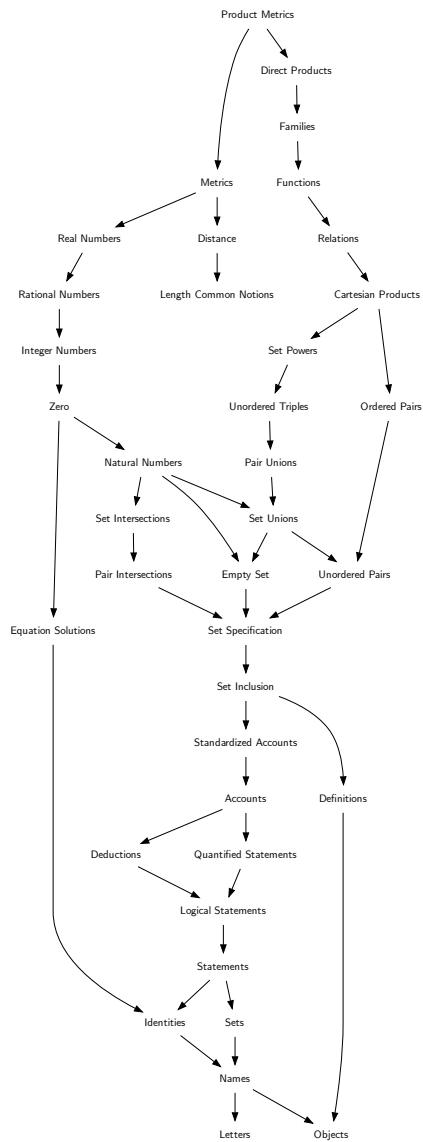 Product Metrics
Direct Products
Families
Metrics
Functions
Real Numbers
Distance
Relations
Rational Numbers
Length Common Notions
Cartesian Products
Integer Numbers
Set Powers
Zero
Unordered Triples
Ordered Pairs
Natural Numbers
Pair Unions
Set Intersections
Set Unions
Pair Intersections
Empty Set
Unordered Pairs
Equation Solutions
Set Specification
Set Inclusion
Standardized Accounts
Accounts
Definitions
Deductions
Quantified Statements
Logical Statements
Statements
Identities
Sets
Names
Letters
Objects